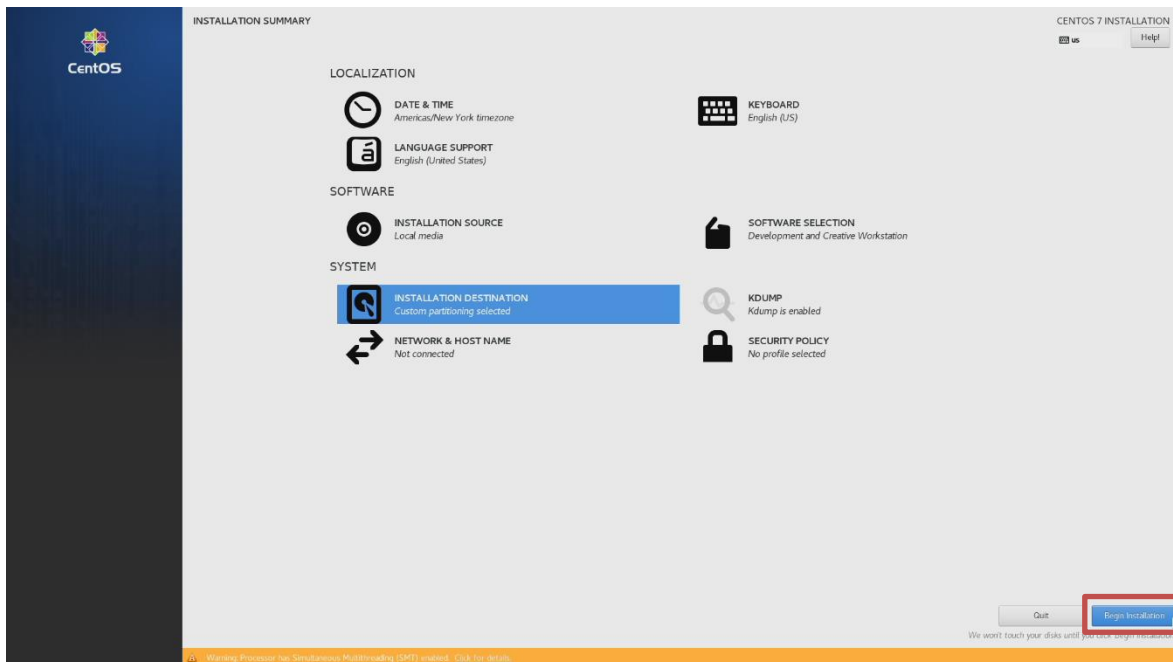 CentOS
INSTALLATION SUMMARY
CENTOS 7 INSTALLATION
us
Help!
LOCALIZATION
DATE & TIME
Americas/New York timezone
KEYBOARD
English (US)
á
LANGUAGE SUPPORT
English (United States)
SOFTWARE
INSTALLATION SOURCE
Local media
SOFTWARE SELECTION
Development and Creative Workstation
SYSTEM
INSTALLATION DESTINATION
Custom partitioning selected
KDUMP
Kdump is enabled
NETWORK & HOST NAME
Not connected
SECURITY POLICY
No profile selected
Quit
Begin Installation
We won't touch your disks until you click 'Begin Installation
Warning: Processor has Simultaneous Multithreading (SMT) enabled. Click for details.